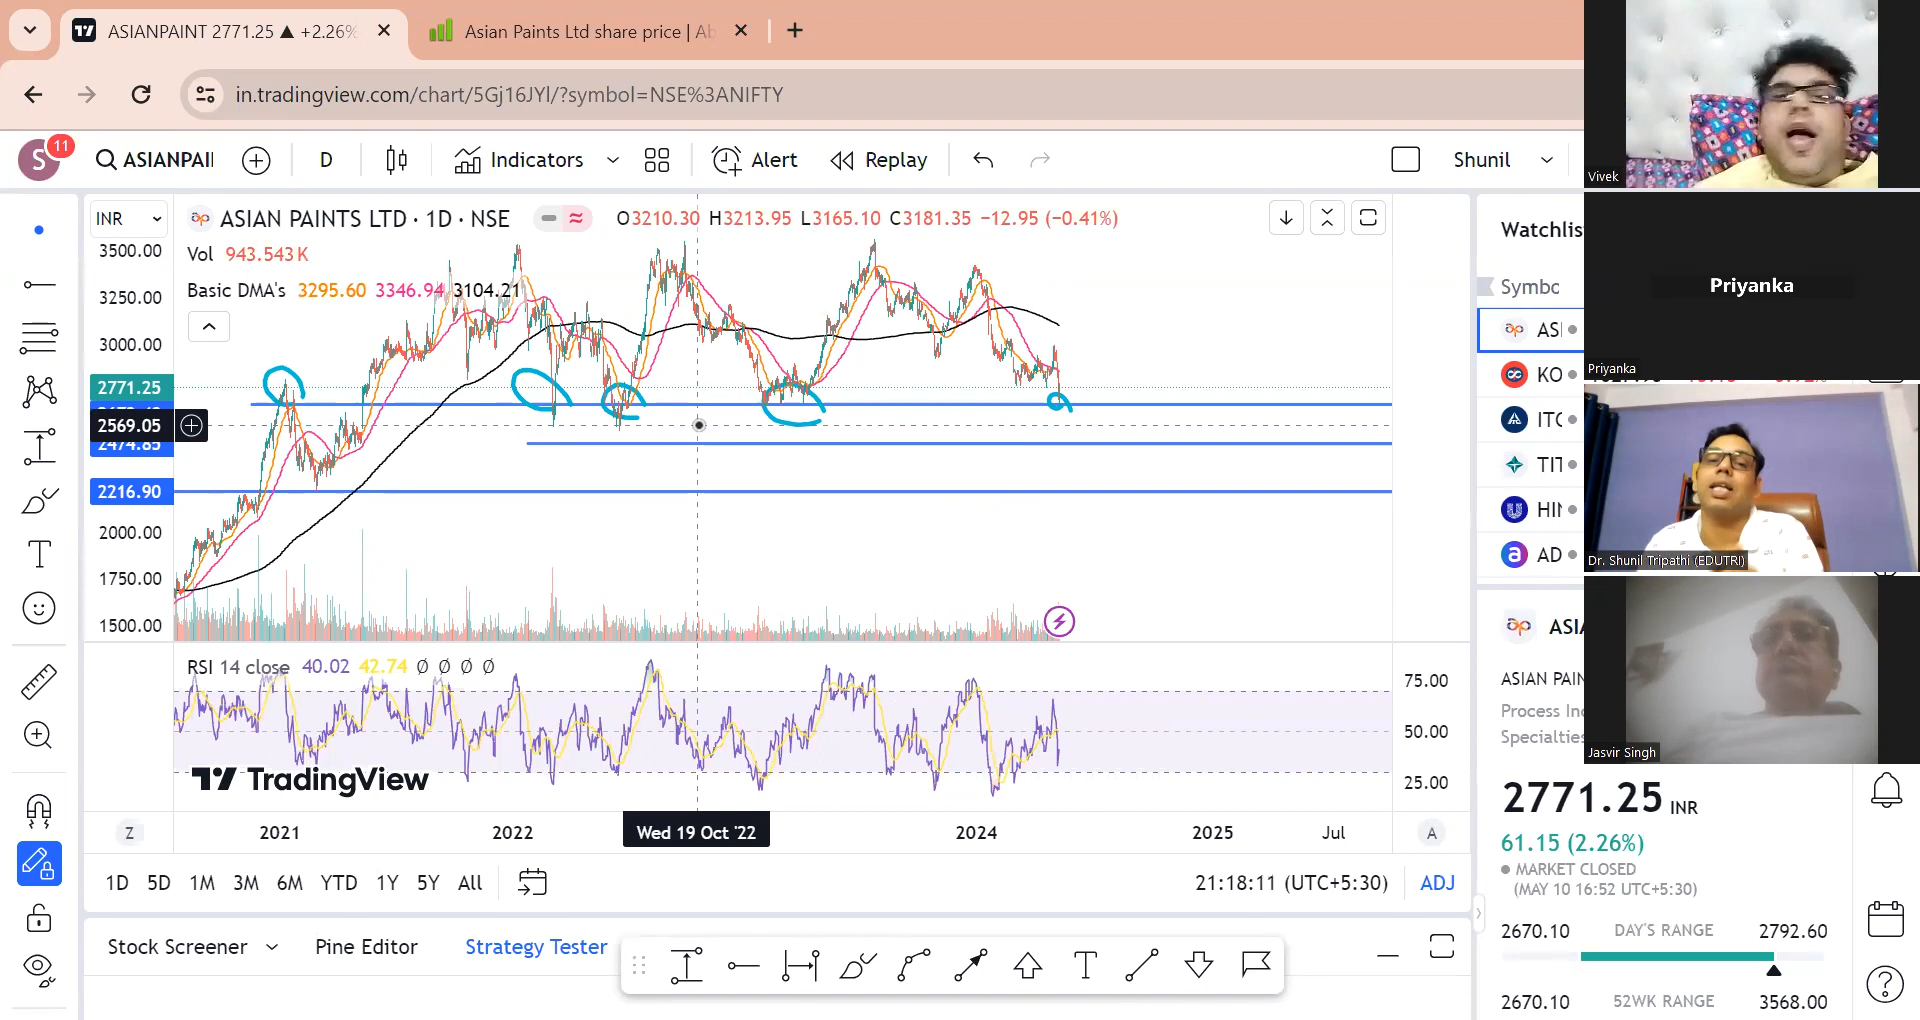 ASIANPAINT 2771.25 ▲ +2.26%
Asian Paints Ltd share price | Ab
in.tradingview.com/chart/5Gj16JYl/?symbol=NSE%3ANIFTY
S 11
ASIANPAI
D
Indicators
Alert
Replay
Shunil
INR
ASIAN PAINTS LTD · 1D · NSE
O3210.30 H3213.95 L3165.10 C3181.35 −12.95 (−0.41%)
Vol 943.543K
Basic DMA's 3295.60 3346.94 3104.21
3500.00
3250.00
3000.00
2771.25
2569.05
2474.85
2216.90
2000.00
1750.00
1500.00
RSI 14 close 40.02 42.74 Ø Ø Ø Ø
75.00
50.00
25.00
TradingView
Z
2021
2022
Wed 19 Oct '22
2024
2025
Jul
A
1D 5D 1M 3M 6M YTD 1Y 5Y All
21:18:11 (UTC+5:30)
ADJ
Stock Screener
Pine Editor
Strategy Tester
Watchlis
Symbo
ASI
KO
ITC
TIT
HIN
AD
ASIA
ASIAN PAIN
Process In
Specialties
2771.25 INR
61.15 (2.26%)
MARKET CLOSED
(MAY 10 16:52 UTC+5:30)
2670.10 DAY'S RANGE 2792.60
2670.10 52WK RANGE 3568.00
Vivek
Priyanka
Priyanka
Dr. Shunil Tripathi (EDUTRI)
Jasvir Singh